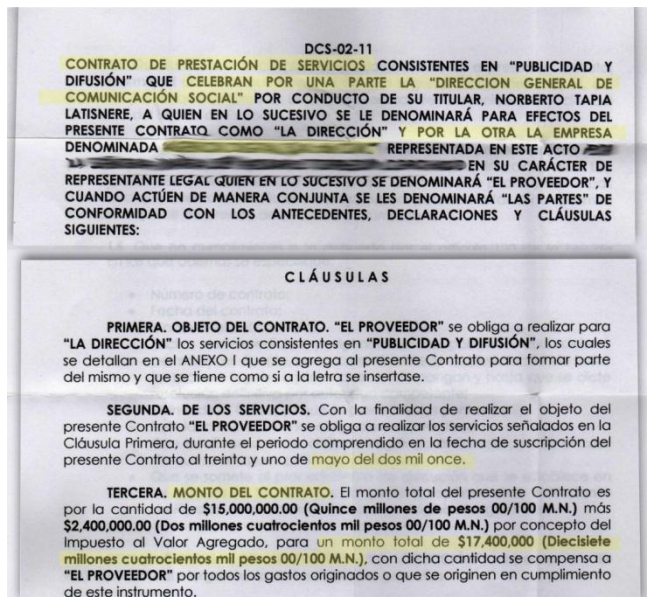 DCS-02-11
CONTRATO DE PRESTACIÓN DE SERVICIOS CONSISTENTES EN "PUBLICIDAD Y
DIFUSIÓN" QUE CELEBRAN POR UNA PARTE LA "DIRECCION GENERAL DE
COMUNICACIÓN SOCIAL" POR CONDUCTO DE SU TITULAR, NORBERTO TAPIA
LATISNERE, A QUIEN EN LO SUCESIVO SE LE DENOMINARÁ PARA EFECTOS DEL
PRESENTE CONTRATO COMO "LA DIRECCIÓN" Y POR LA OTRA LA EMPRESA
DENOMINADA REPRESENTADA EN ESTE ACTO
EN SU CARÁCTER DE
REPRESENTANTE LEGAL QUIEN EN LO SUCESIVO SE DENOMINARÁ "EL PROVEEDOR", Y
CUANDO ACTÚEN DE MANERA CONJUNTA SE LES DENOMINARÁ "LAS PARTES" DE
CONFORMIDAD CON LOS ANTECEDENTES, DECLARACIONES Y CLÁUSULAS
SIGUIENTES:
CLÁUSULAS
• Numero de contrato
• Fecha del contrato
PRIMERA. OBJETO DEL CONTRATO. "EL PROVEEDOR" se obliga a realizar para
"LA DIRECCIÓN" los servicios consistentes en "PUBLICIDAD Y DIFUSIÓN", los cuales
se detallan en el ANEXO I que se agrega al presente Contrato para formar parte
del mismo y que se tiene como si a la letra se insertase.
SEGUNDA. DE LOS SERVICIOS. Con la finalidad de realizar el objeto del
presente Contrato "EL PROVEEDOR" se obliga a realizar los servicios señalados en la
Cláusula Primera, durante el periodo comprendido en la fecha de suscripción del
presente Contrato al treinta y uno de mayo del dos mil once.
TERCERA. MONTO DEL CONTRATO. El monto total del presente Contrato es
por la cantidad de $15,000,000.00 (Quince millones de pesos 00/100 M.N.) más
$2,400,000.00 (Dos millones cuatrocientos mil pesos 00/100 M.N.) por concepto del
Impuesto al Valor Agregado, para un monto total de $17,400,000 (Diecisiete
millones cuatrocientos mil pesos 00/100 M.N.), con dicha cantidad se compensa a
"EL PROVEEDOR" por todos los gastos originados o que se originen en cumplimiento
de este instrumento.